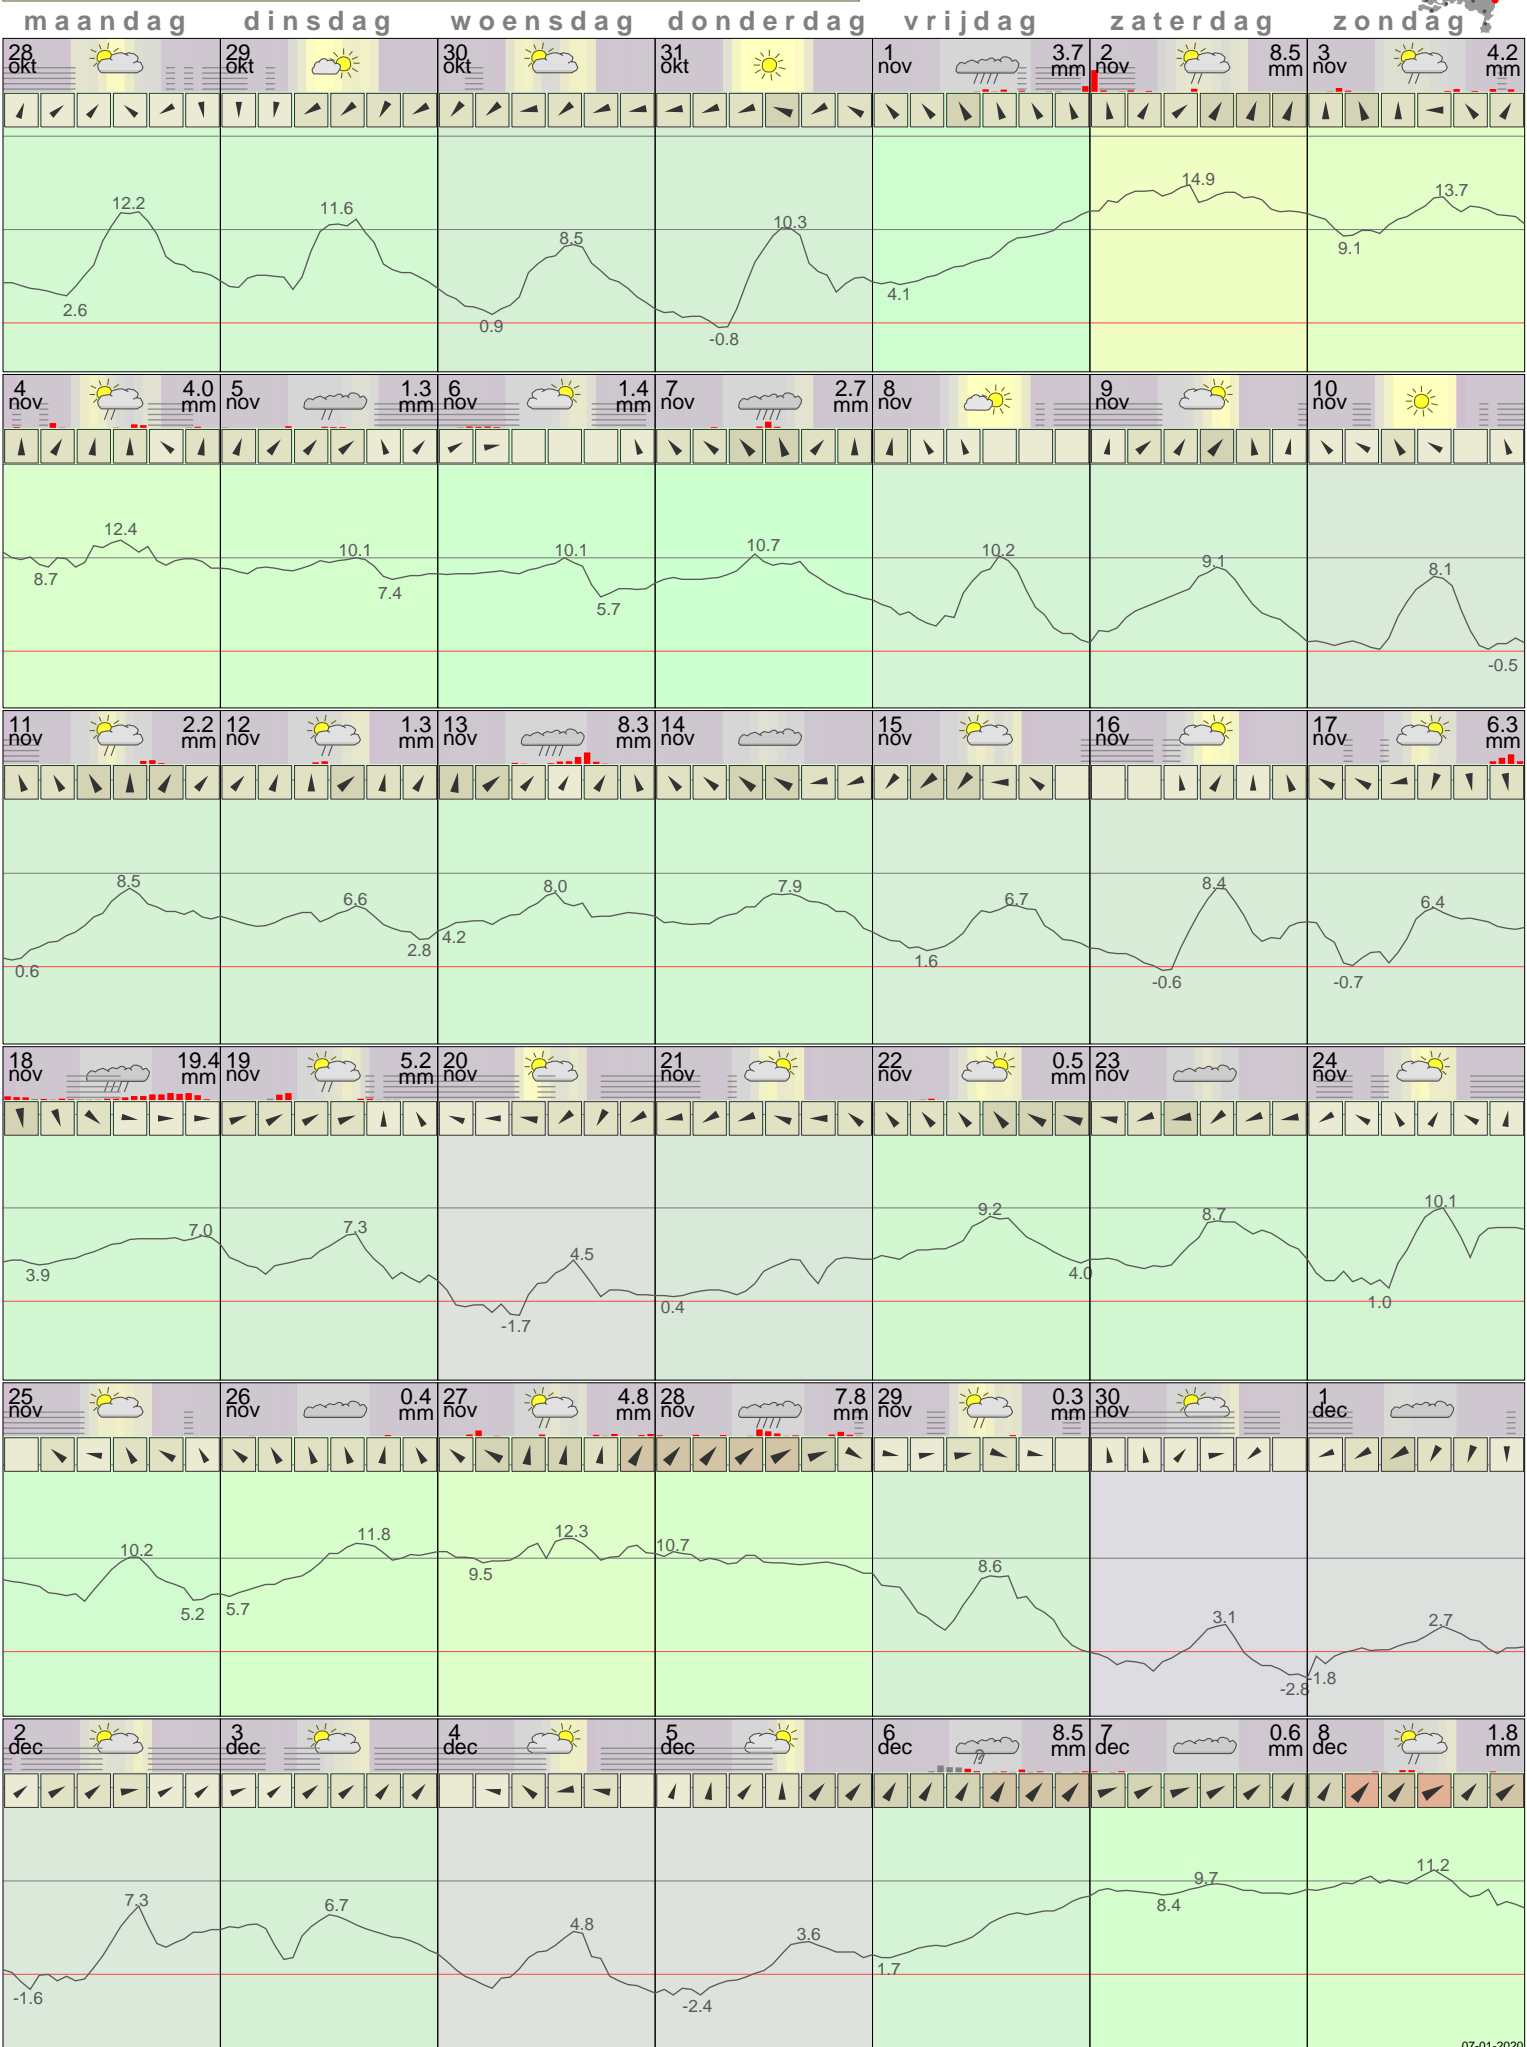 maandag dinsdag woensdag donderdag vrijdag zaterdag zondag
28 okt 29 okt 30 okt 31 okt 1 nov 3.7 mm 2 nov 8.5 mm 3 nov 4.2 mm
12.2 2.6 11.6 8.5 0.9 10.3 -0.8 4.1 14.9 13.7 9.1
4 nov 4.0 mm 5 nov 1.3 mm 6 nov 1.4 mm 7 nov 2.7 mm 8 nov 9 nov 10 nov
12.4 8.7 10.1 7.4 10.1 5.7 10.7 10.2 9.1 8.1 -0.5
11 nov 2.2 mm 12 nov 1.3 mm 13 nov 8.3 mm 14 nov 15 nov 16 nov 17 nov 6.3 mm
8.5 0.6 6.6 2.8 4.2 8.0 7.9 6.7 1.6 8.4 -0.6 6.4 -0.7
18 nov 19.4 mm 19 nov 5.2 mm 20 nov 21 nov 22 nov 0.5 mm 23 nov 24 nov
3.9 7.0 7.3 4.5 -1.7 0.4 9.2 4.0 8.7 10.1 1.0
25 nov 26 nov 0.4 mm 27 nov 4.8 mm 28 nov 7.8 mm 29 nov 0.3 mm 30 nov 1 dec
10.2 5.2 5.7 11.8 9.5 12.3 10.7 8.6 3.1 -2.8 -1.8 2.7
2 dec 3 dec 4 dec 5 dec 6 dec ? 8.5 mm 7 dec 0.6 mm 8 dec 1.8 mm
-1.6 7.3 6.7 4.8 -2.4 3.6 1.7 8.4 9.7 11.2
07-01-2020